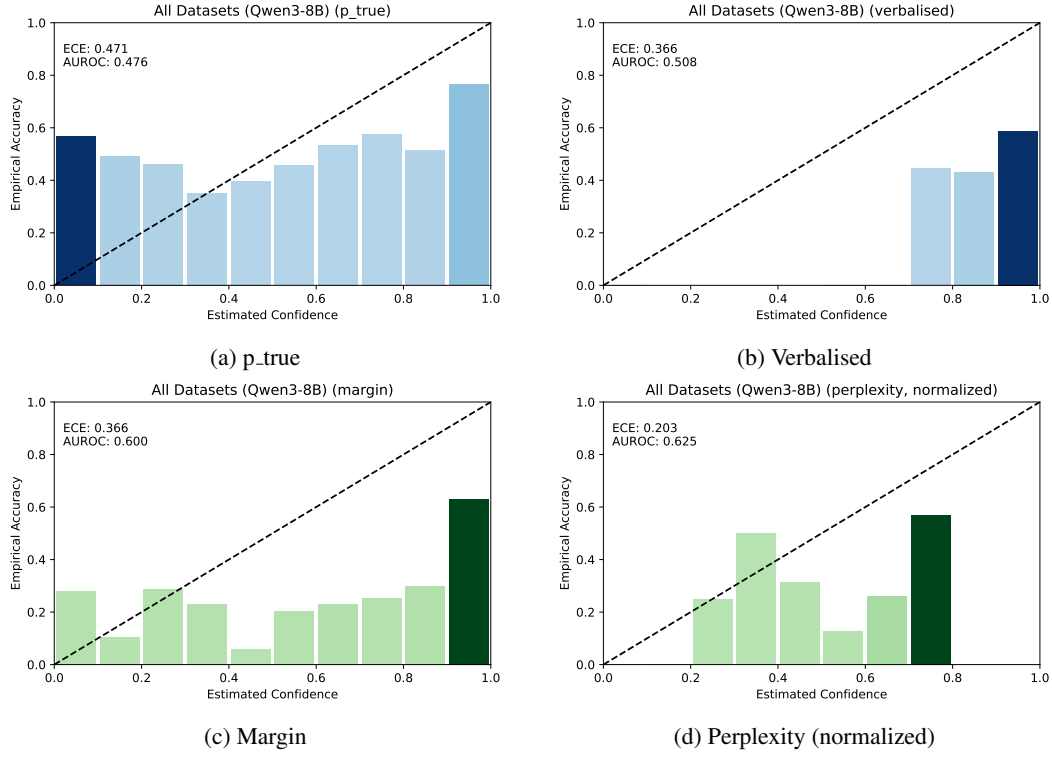 All Datasets (Qwen3-8B) (p_true)
ECE: 0.471
AUROC: 0.476
Empirical Accuracy
1.0
0.8
0.6
0.4
0.2
0.0
0.0 0.2 0.4 0.6 0.8 1.0
Estimated Confidence
(a) p_true
All Datasets (Qwen3-8B) (verbalised)
ECE: 0.366
AUROC: 0.508
Empirical Accuracy
1.0
0.8
0.6
0.4
0.2
0.0
0.0 0.2 0.4 0.6 0.8 1.0
Estimated Confidence
(b) Verbalised
All Datasets (Qwen3-8B) (margin)
ECE: 0.366
AUROC: 0.600
Empirical Accuracy
1.0
0.8
0.6
0.4
0.2
0.0
0.0 0.2 0.4 0.6 0.8 1.0
Estimated Confidence
(c) Margin
All Datasets (Qwen3-8B) (perplexity, normalized)
ECE: 0.203
AUROC: 0.625
Empirical Accuracy
1.0
0.8
0.6
0.4
0.2
0.0
0.0 0.2 0.4 0.6 0.8 1.0
Estimated Confidence
(d) Perplexity (normalized)